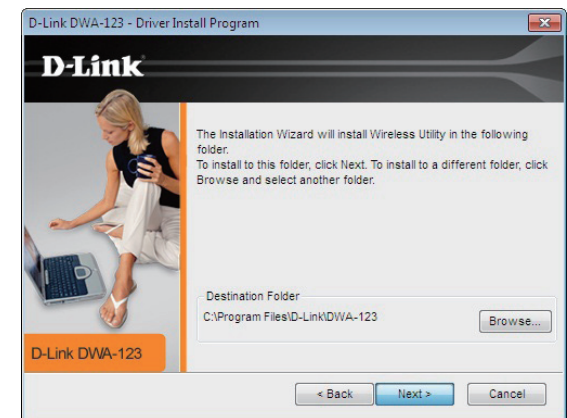 D-Link DWA-123 - Driver Install Program
D-Link
The Installation Wizard will install Wireless Utility in the following
folder.
To install to this folder, click Next. To install to a different folder, click
Browse and select another folder.
Destination Folder
C:\Program Files\D-Link\DWA-123
Browse...
D-Link DWA-123
< Back
Next >
Cancel